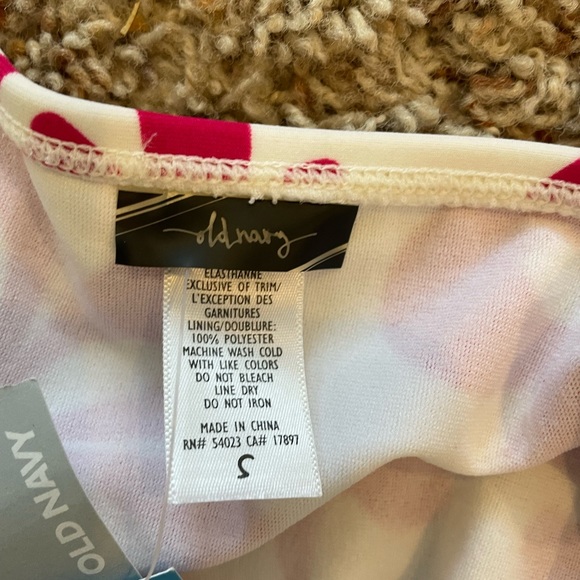 old navy
ELASTHANNE
EXCLUSIVE OF TRIM/
L'EXCEPTION DES
GARNITURES
LINING/DOUBLURE:
100% POLYESTER
MACHINE WASH COLD
WITH LIKE COLORS
DO NOT BLEACH
LINE DRY
DO NOT IRON
MADE IN CHINA
RN# 54023 CA# 17897
S
OLD NAVY